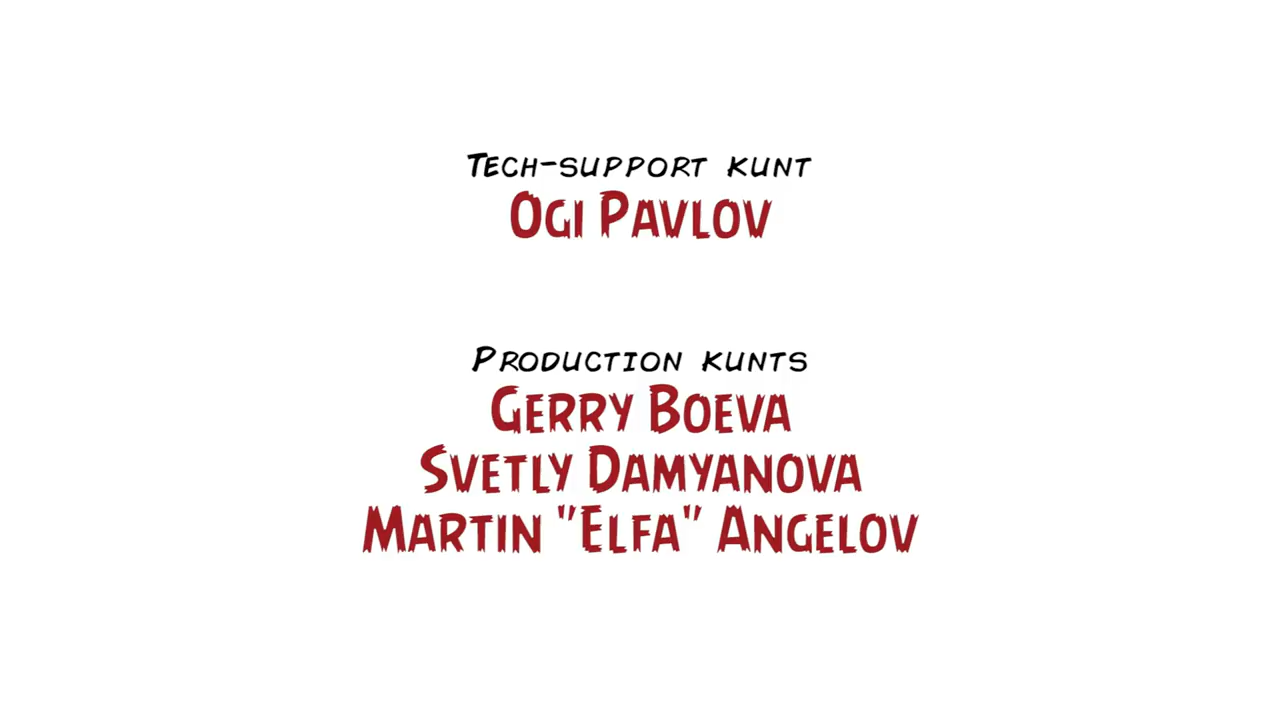 Tech-support kunt
Ogi Pavlov
Production kunts
Gerry Boeva
Svetly Damyanova
Martin "Elfa" Angelov